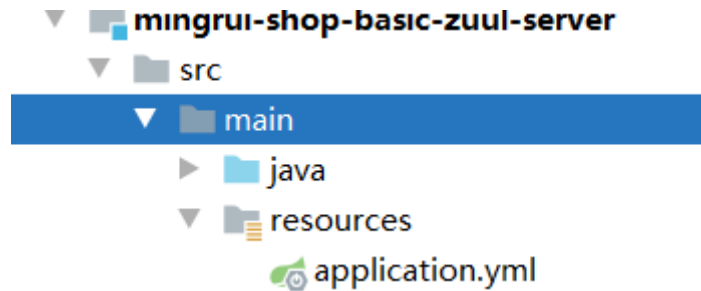 mingrui-shop-basic-zuul-server
src
main
java
resources
application.yml